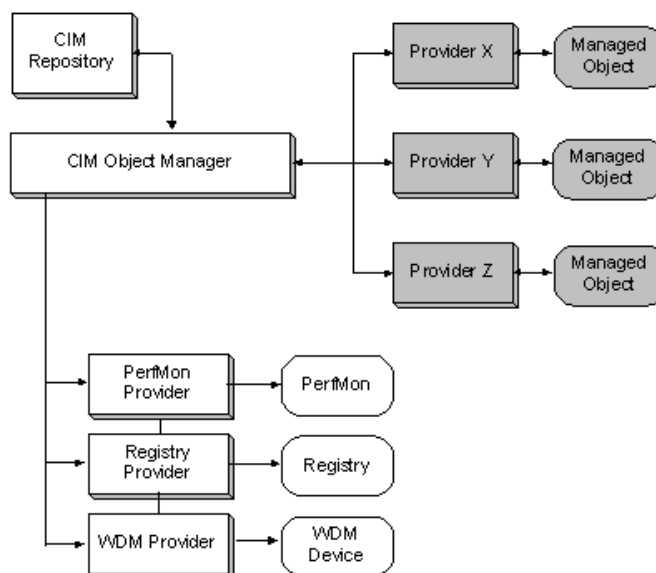 CIM
Repository
CIM Object Manager
Provider X
Managed
Object
Provider Y
Managed
Object
Provider Z
Managed
Object
PerfMon
Provider
PerfMon
Registry
Provider
Registry
WDM Provider
WDM
Device